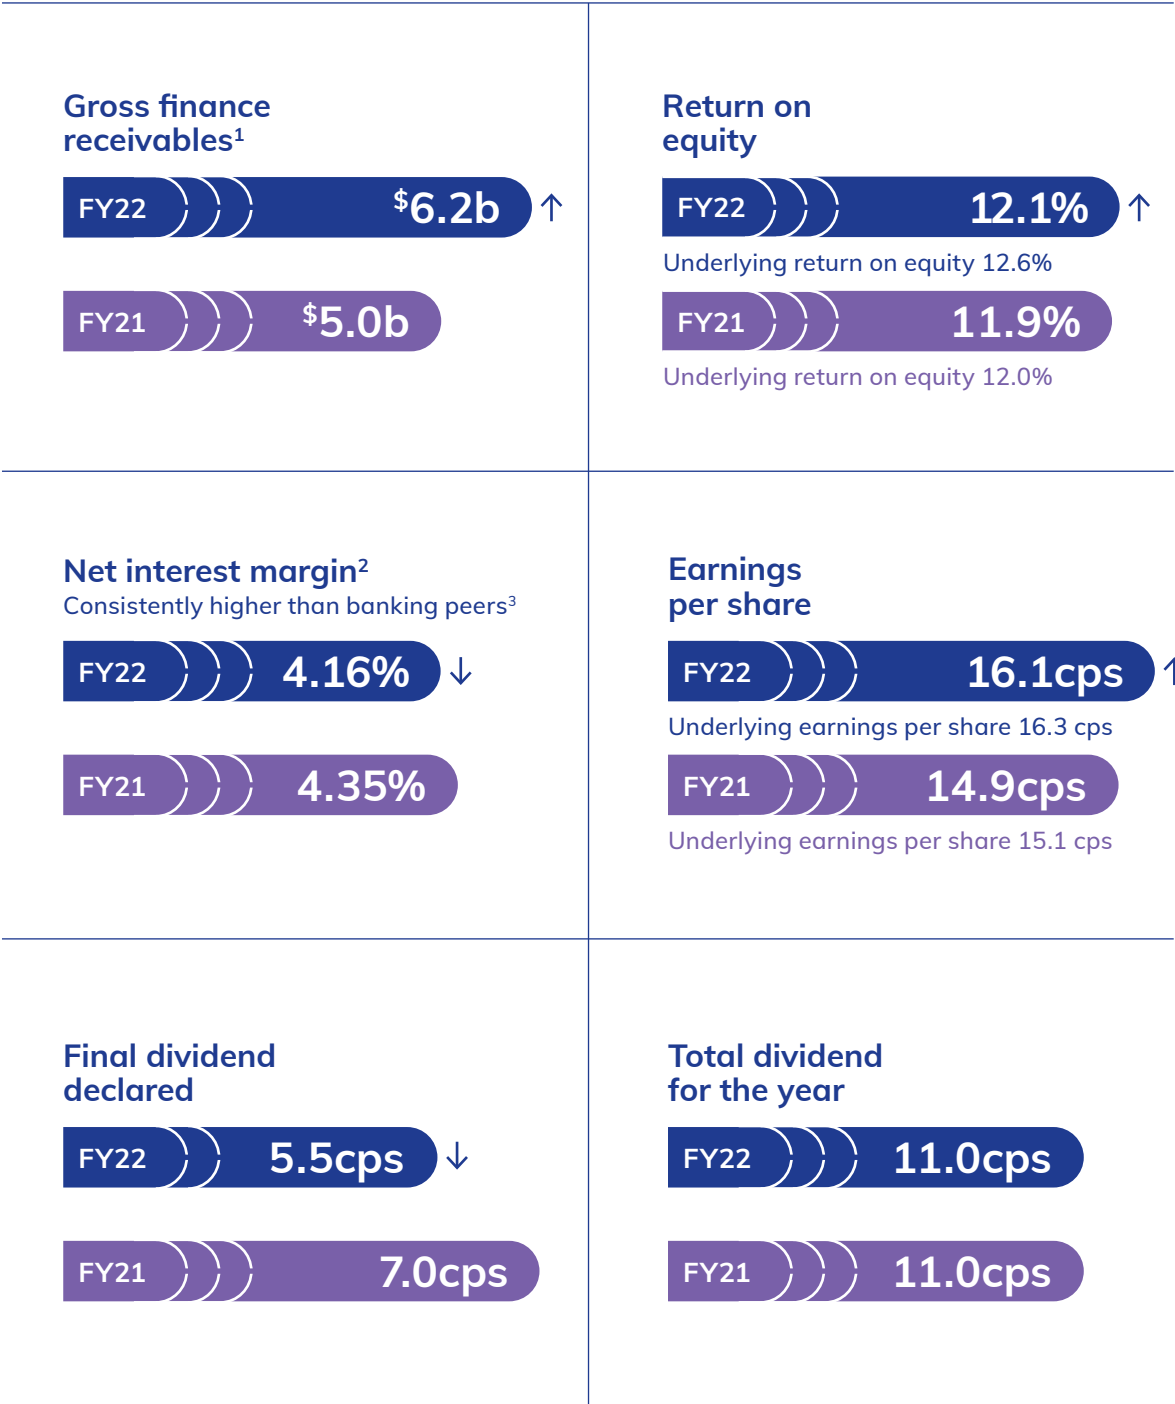 Gross finance
receivables¹
FY22 $6.2b ↑
FY21 $5.0b
Return on
equity
FY22 12.1% ↑
Underlying return on equity 12.6%
FY21 11.9%
Underlying return on equity 12.0%
Net interest margin²
Consistently higher than banking peers³
FY22 4.16% ↓
FY21 4.35%
Earnings
per share
FY22 16.1cps ↑
Underlying earnings per share 16.3 cps
FY21 14.9cps
Underlying earnings per share 15.1 cps
Final dividend
declared
FY22 5.5cps ↓
FY21 7.0cps
Total dividend
for the year
FY22 11.0cps
FY21 11.0cps